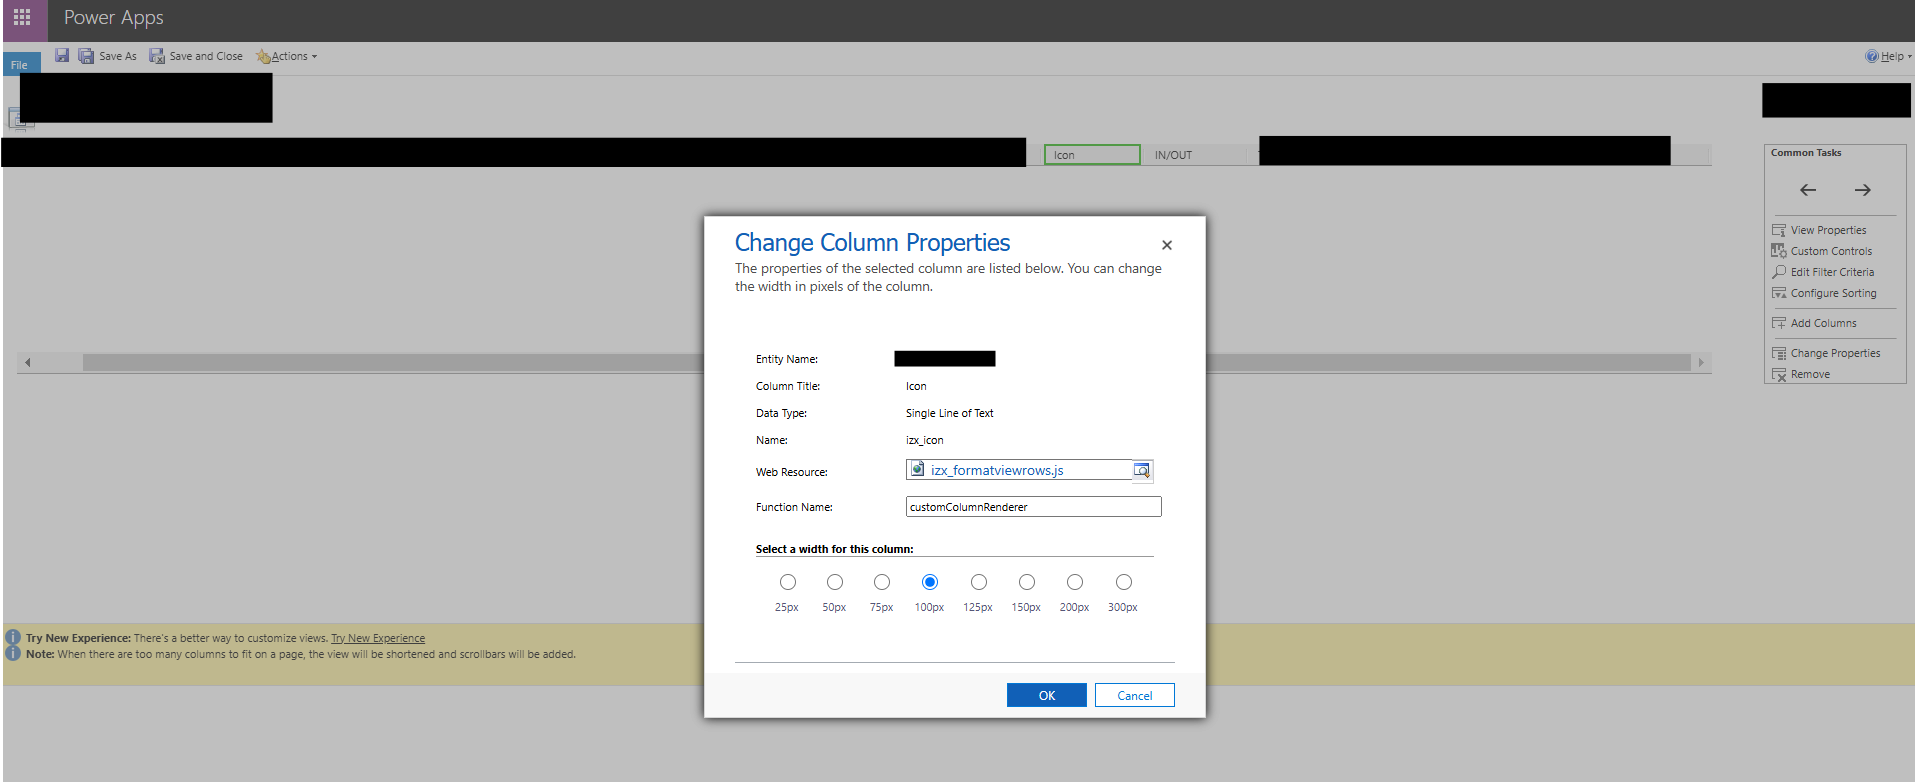 Power Apps
File
Save As
Save and Close
Actions
Help
Icon
IN/OUT
Common Tasks
View Properties
Custom Controls
Edit Filter Criteria
Configure Sorting
Add Columns
Change Properties
Remove
Change Column Properties
The properties of the selected column are listed below. You can change
the width in pixels of the column.
Entity Name:
Column Title: Icon
Data Type: Single Line of Text
Name: izx_icon
Web Resource: izx_formatviewrows.js
Function Name: customColumnRenderer
Select a width for this column:
25px 50px 75px 100px 125px 150px 200px 300px
OK
Cancel
Try New Experience: There's a better way to customize views. Try New Experience
Note: When there are too many columns to fit on a page, the view will be shortened and scrollbars will be added.